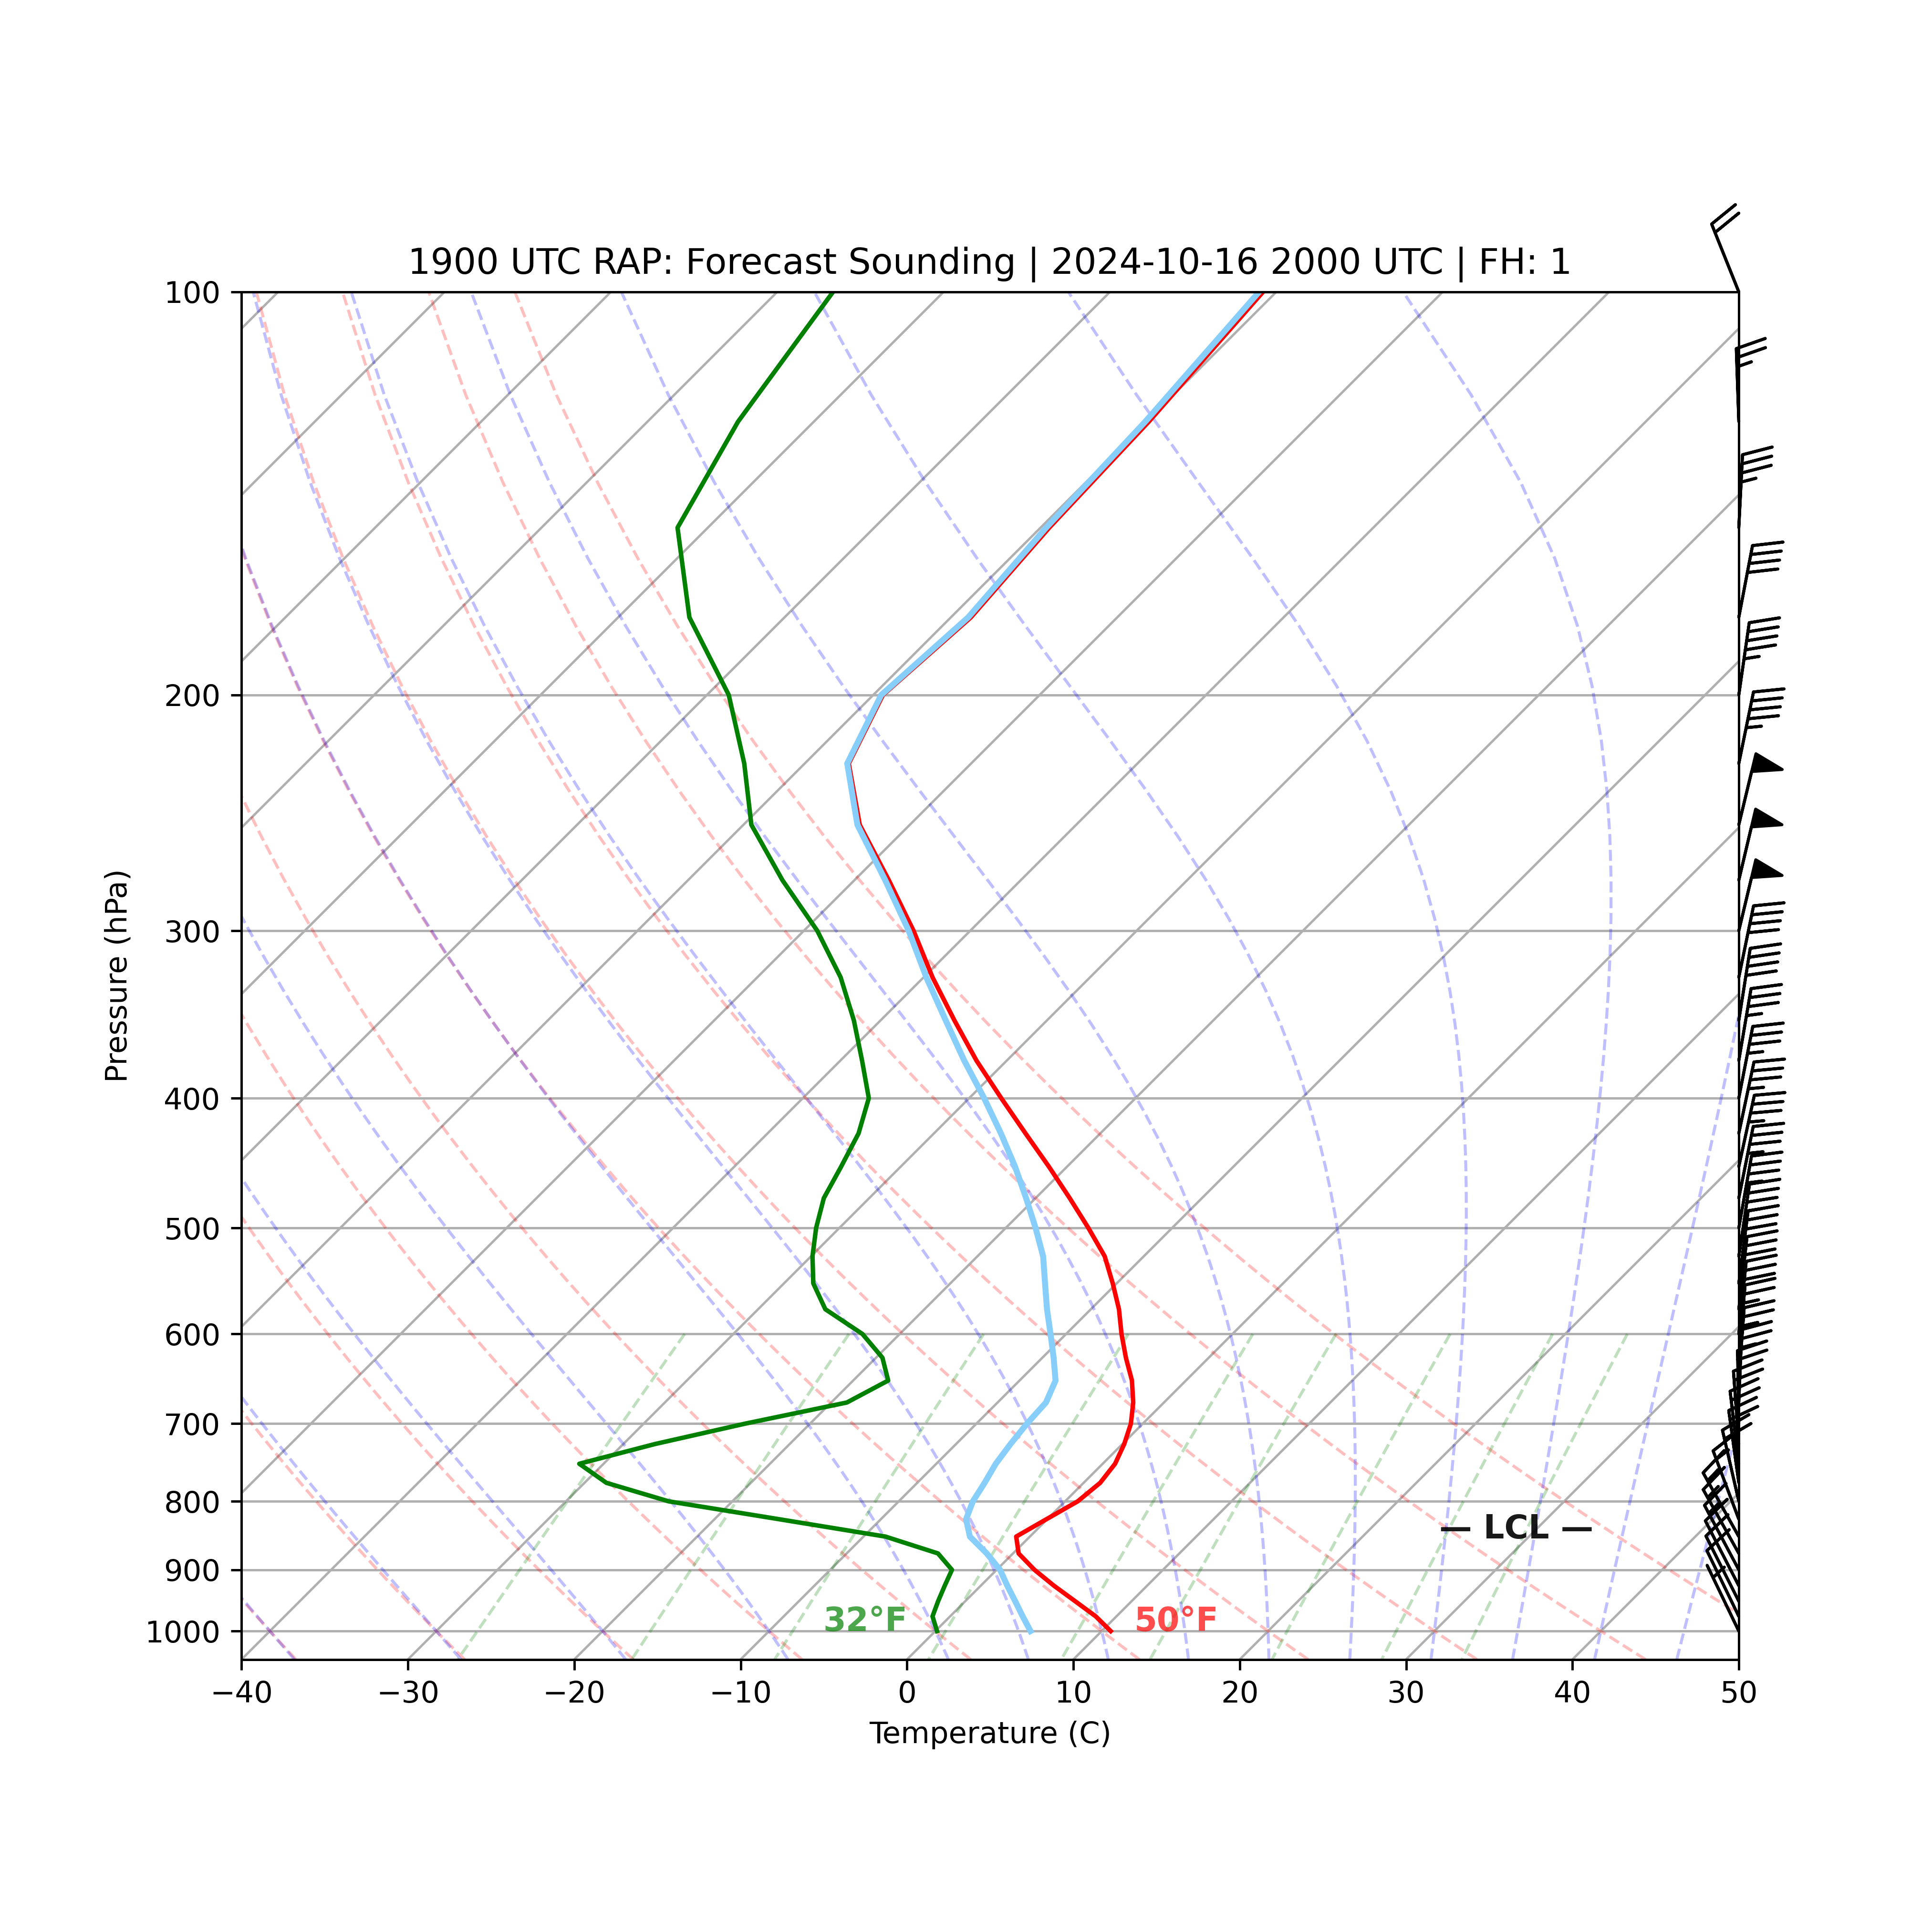 1900 UTC RAP: Forecast Sounding | 2024-10-16 2000 UTC | FH: 1
100
200
300
400
500
600
700
800
900
1000
Pressure (hPa)
— LCL —
32°F
50°F
−40 −30 −20 −10 0 10 20 30 40 50
Temperature (C)